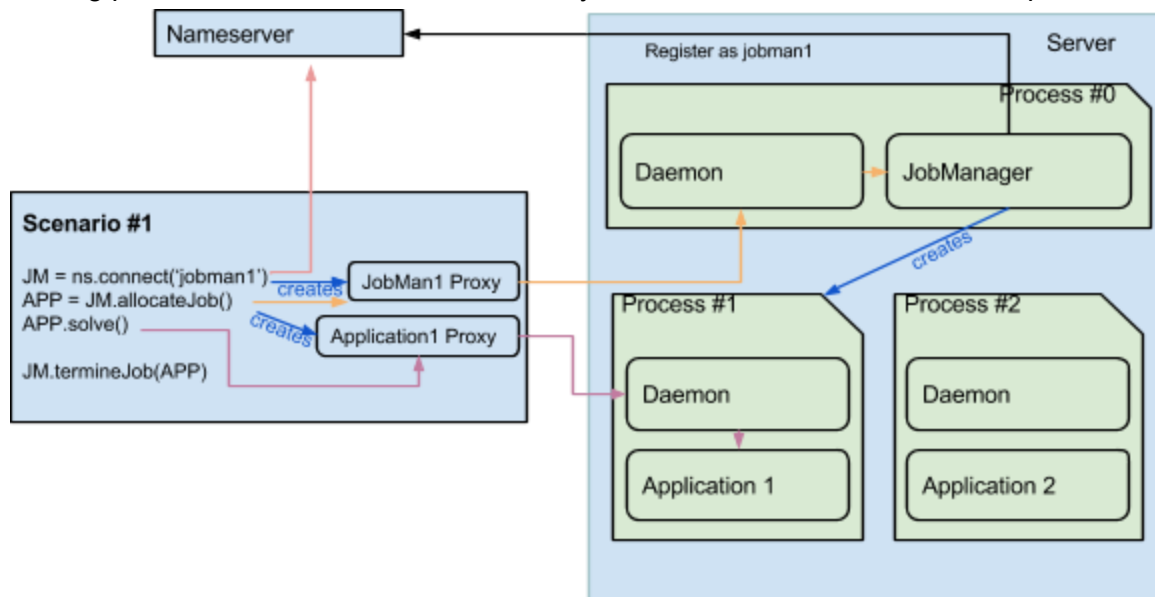 Nameserver
Register as jobman1
Server
Process #0
Daemon
JobManager
creates
Scenario #1
JM = ns.connect(‘jobman1’)
APP = JM.allocateJob()
APP.solve()
JM.termineJob(APP)
creates
JobMan1 Proxy
creates
Application1 Proxy
Process #1
Daemon
Application 1
Process #2
Daemon
Application 2